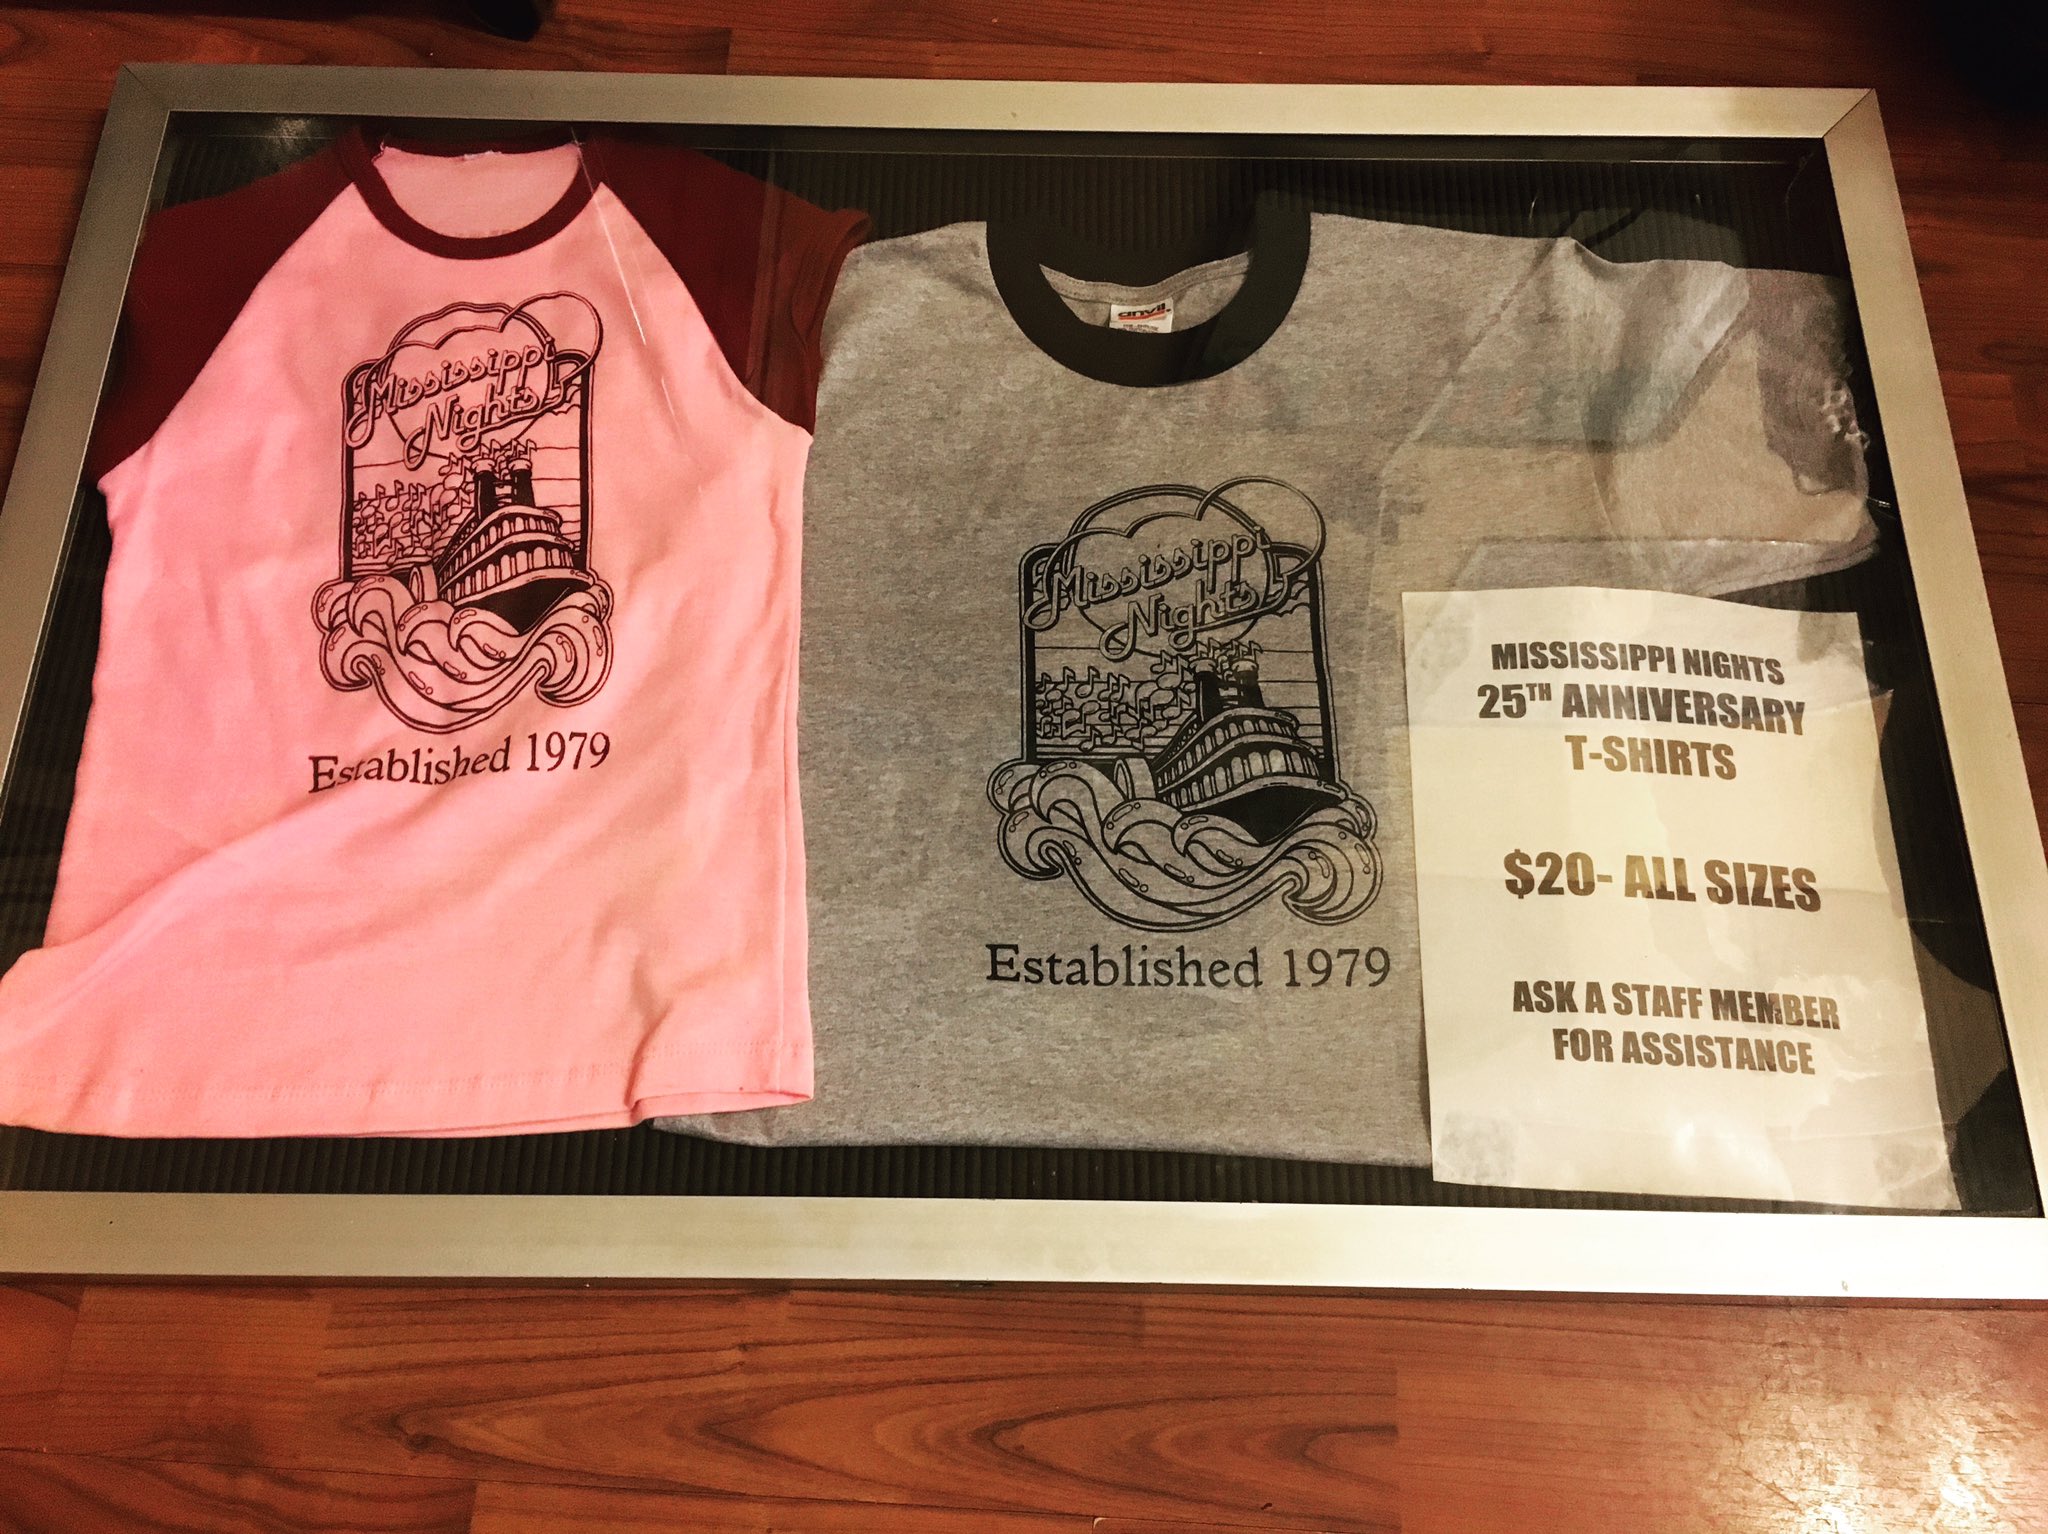 Mississippi
Nights
Established 1979
anvil.
Mississippi
Nights
Established 1979
MISSISSIPPI NIGHTS
25TH ANNIVERSARY
T-SHIRTS
$20- ALL SIZES
ASK A STAFF MEMBER
FOR ASSISTANCE